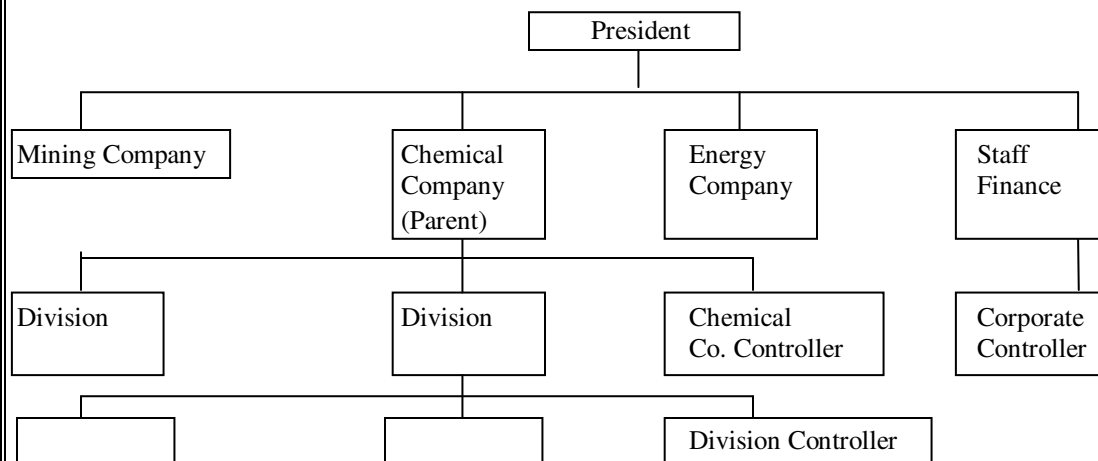 President
Mining Company
Chemical
Company
(Parent)
Energy
Company
Staff
Finance
Division
Division
Chemical
Co. Controller
Corporate
Controller
Division Controller